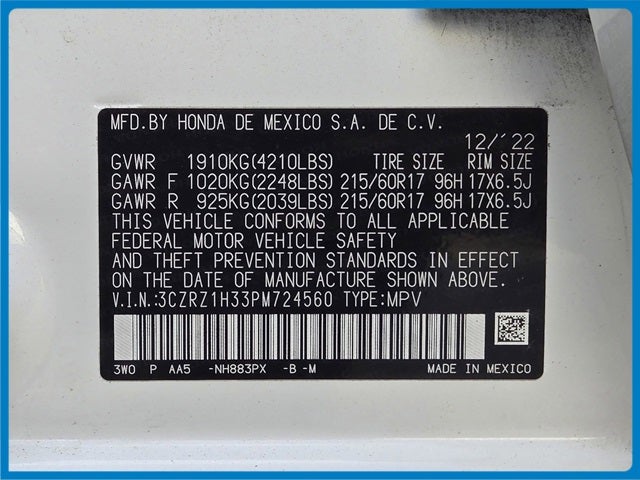 MFD.BY HONDA DE MEXICO S.A. DE C.V.
12/'22
GVWR 1910KG(4210LBS) TIRE SIZE RIM SIZE
GAWR F 1020KG(2248LBS) 215/60R17 96H 17X6.5J
GAWR R 925KG(2039LBS) 215/60R17 96H 17X6.5J
THIS VEHICLE CONFORMS TO ALL APPLICABLE
FEDERAL MOTOR VEHICLE SAFETY
AND THEFT PREVENTION STANDARDS IN EFFECT
ON THE DATE OF MANUFACTURE SHOWN ABOVE.
V.I.N.:3CZRZ1H33PM724560 TYPE:MPV
3W0 P AA5 -NH883PX -B -M MADE IN MEXICO